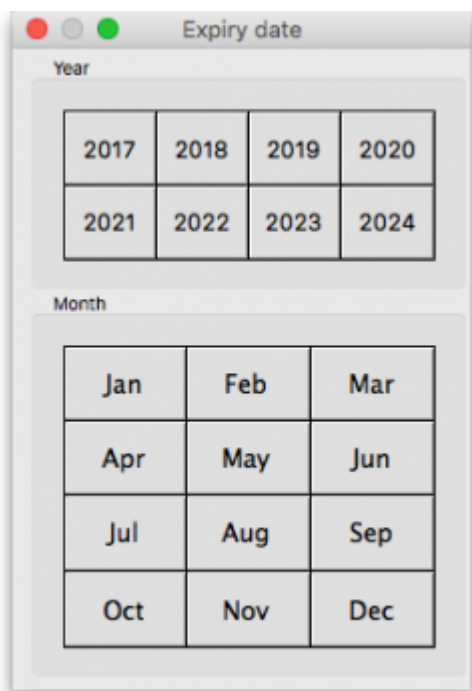 Expiry date
Year
2017 2018 2019 2020
2021 2022 2023 2024
Month
Jan Feb Mar
Apr May Jun
Jul Aug Sep
Oct Nov Dec